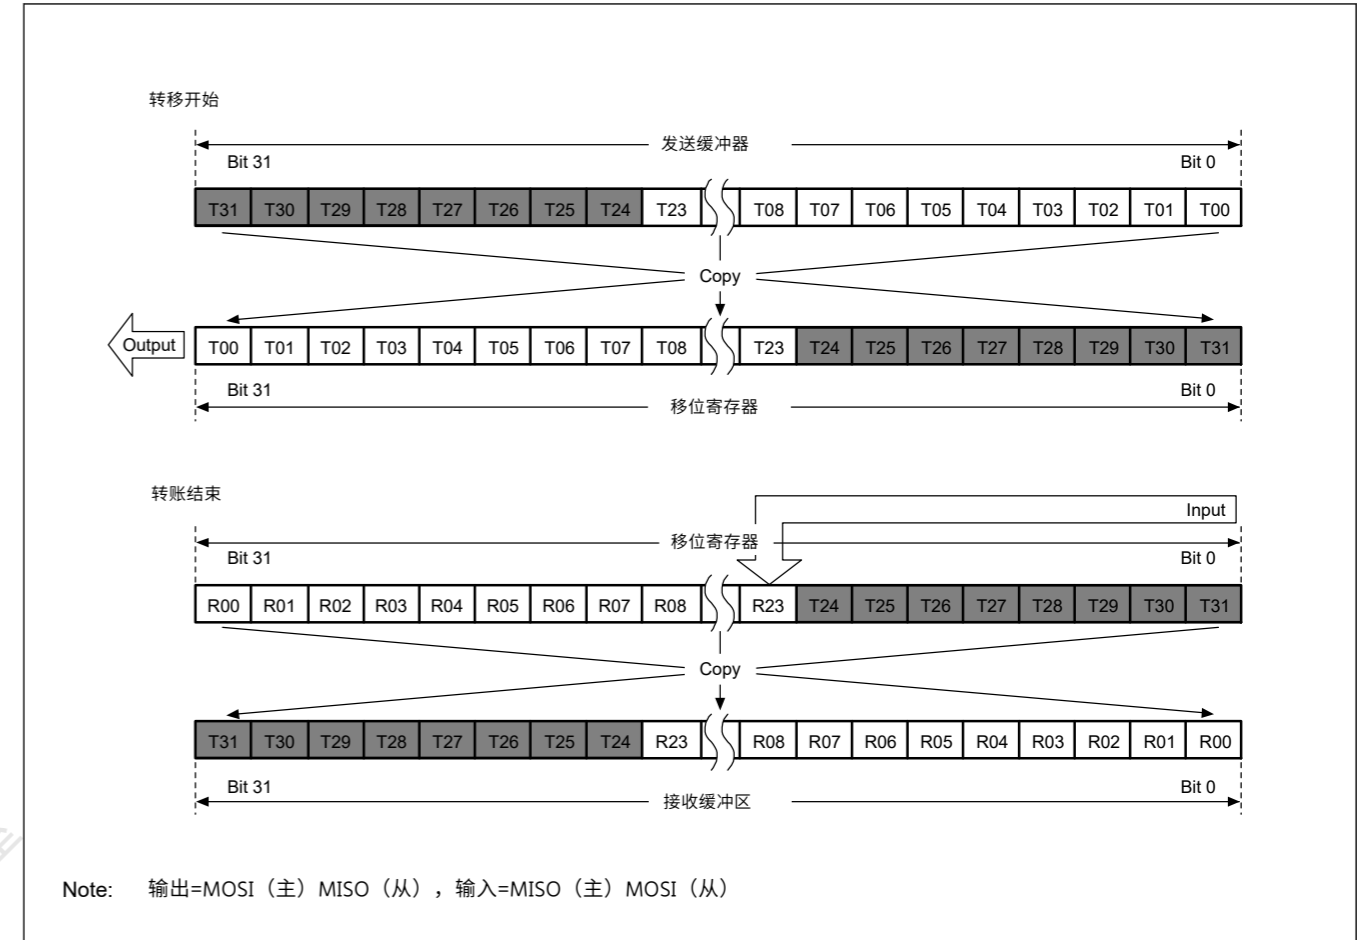 转移开始
发送缓冲器
Bit 31 Bit 0
T31 T30 T29 T28 T27 T26 T25 T24 T23 T08 T07 T06 T05 T04 T03 T02 T01 T00
Copy
Output T00 T01 T02 T03 T04 T05 T06 T07 T08 T23 T24 T25 T26 T27 T28 T29 T30 T31
Bit 31 Bit 0
移位寄存器
转账结束
Input
移位寄存器
Bit 31 Bit 0
R00 R01 R02 R03 R04 R05 R06 R07 R08 R23 T24 T25 T26 T27 T28 T29 T30 T31
Copy
T31 T30 T29 T28 T27 T26 T25 T24 R23 R08 R07 R06 R05 R04 R03 R02 R01 R00
Bit 31 Bit 0
接收缓冲区
Note: 输出=MOSI（主）MISO（从），输入=MISO（主）MOSI（从）